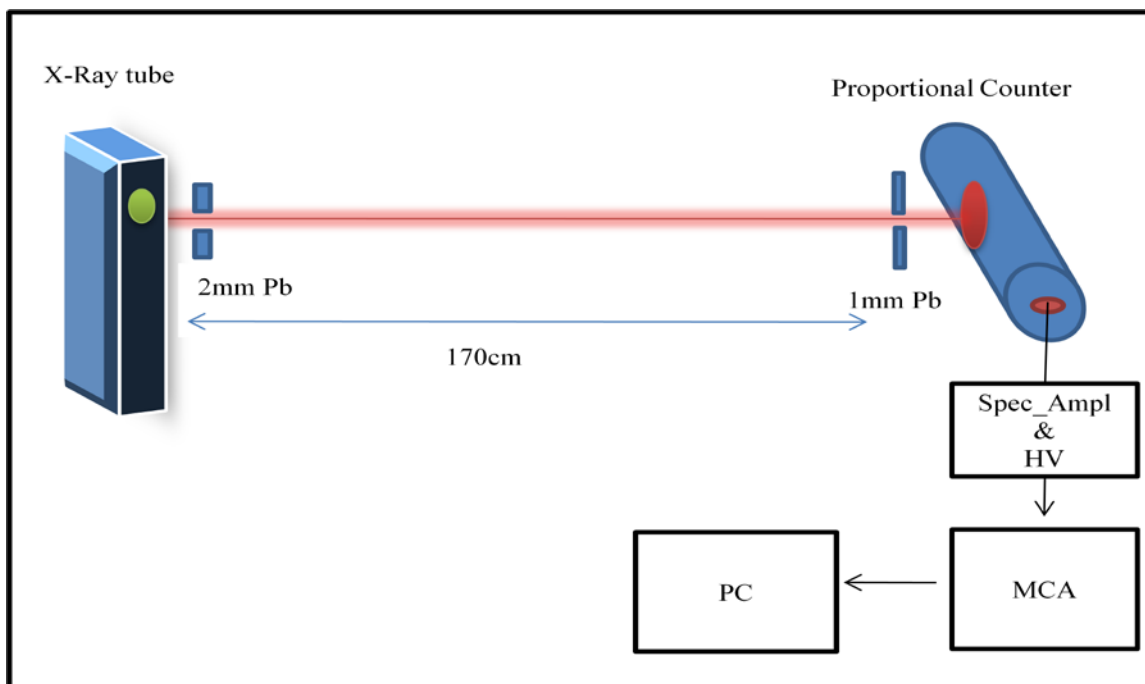 X-Ray tube
Proportional Counter
2mm Pb
1mm Pb
170cm
Spec_Ampl
&
HV
PC
MCA